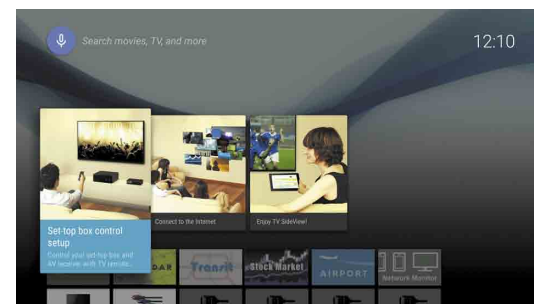 Search movies, TV, and more
12:10
Set-top box control
setup
Control your set-top box and
AV receiver with TV remote...
Connect to the Internet
Enjoy TV SideView!
DAR
Transit
Stock Market
AIRPORT
Network Monitor